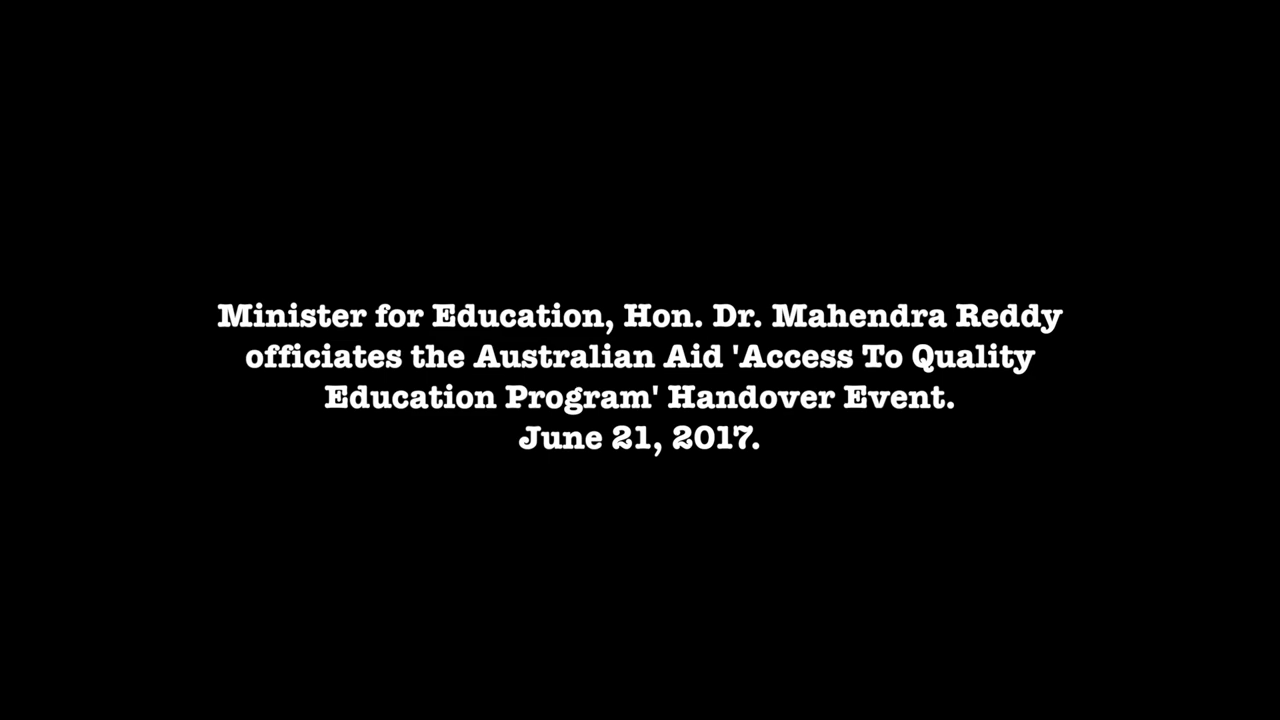 Minister for Education, Hon. Dr. Mahendra Reddy
officiates the Australian Aid 'Access To Quality
Education Program' Handover Event.
June 21, 2017.